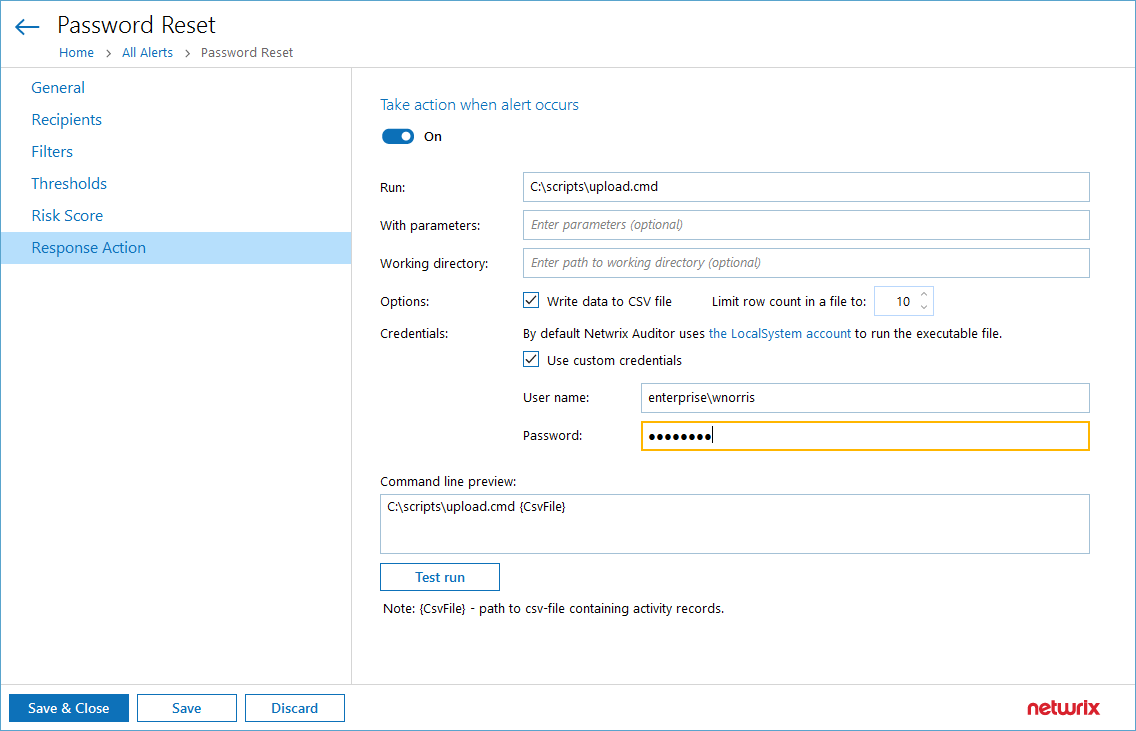 Password Reset
Home > All Alerts > Password Reset
General
Recipients
Filters
Thresholds
Risk Score
Response Action
Take action when alert occurs
On
Run: C:\scripts\upload.cmd
With parameters: Enter parameters (optional)
Working directory: Enter path to working directory (optional)
Options: Write data to CSV file Limit row count in a file to: 10
Credentials: By default Netwrix Auditor uses the LocalSystem account to run the executable file.
Use custom credentials
User name: enterprise\wnorris
Password: ●●●●●●●●
Command line preview:
C:\scripts\upload.cmd {CsvFile}
Test run
Note: {CsvFile} - path to csv-file containing activity records.
Save & Close Save Discard netwrix